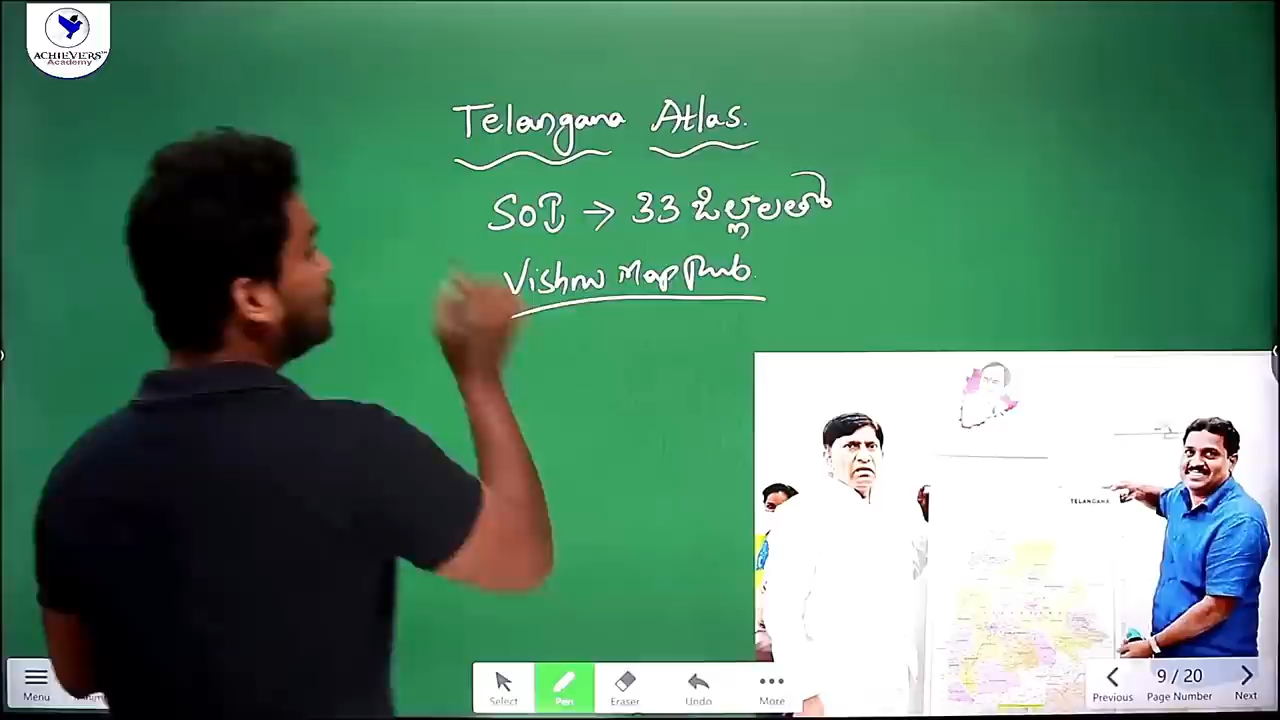 ACHIEVERS™
Academy
Telangana Atlas.
SOI → 33 జిల్లాలతో
Vishnu Map Pub.
TELANGANA
Menu
Select
Pen
Eraser
Undo
More
Previous
9 / 20
Page Number
Next